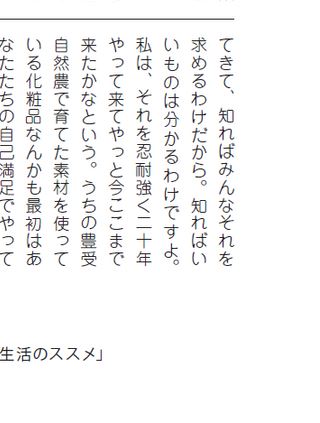 てきて、知ればみんなそれを
求めるわけだから。知ればい
いものは分かるわけですよ。
私は、それを忍耐強く二十年
やって来てやっと今ここまで
来たかなという。うちの豊受
自然農で育てた素材を使って
いる化粧品なんかも最初はあ
なたたちの自己満足でやって
生活のススメ」